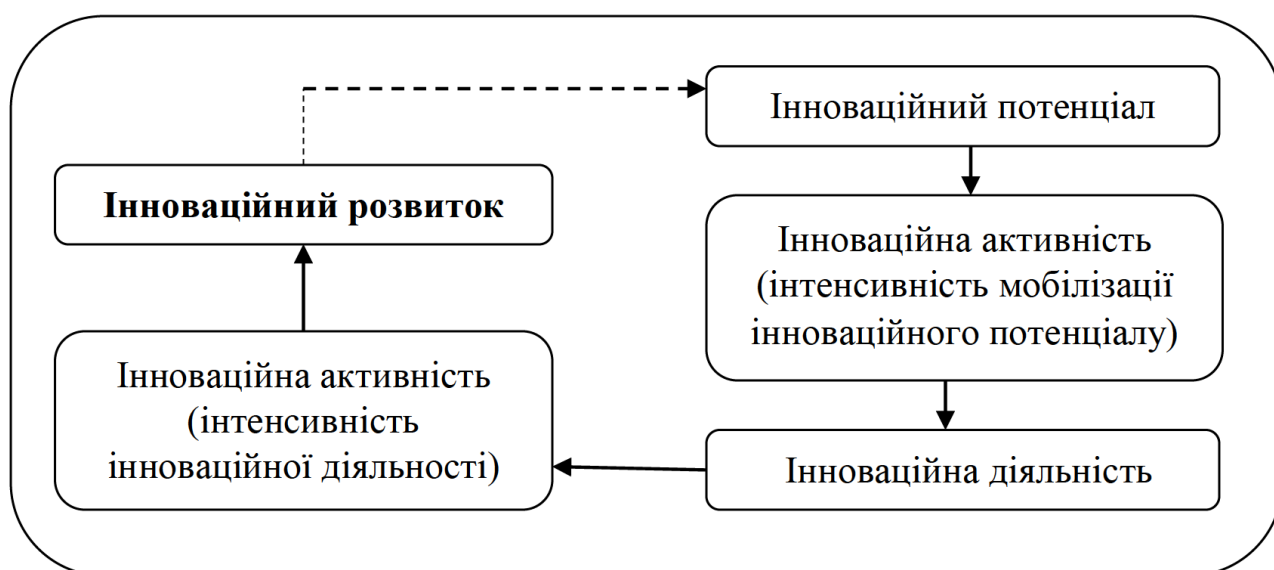 Інноваційний потенціал
Інноваційний розвиток
Інноваційна активність
(інтенсивність мобілізації
інноваційного потенціалу)
Інноваційна активність
(інтенсивність
інноваційної діяльності)
Інноваційна діяльність